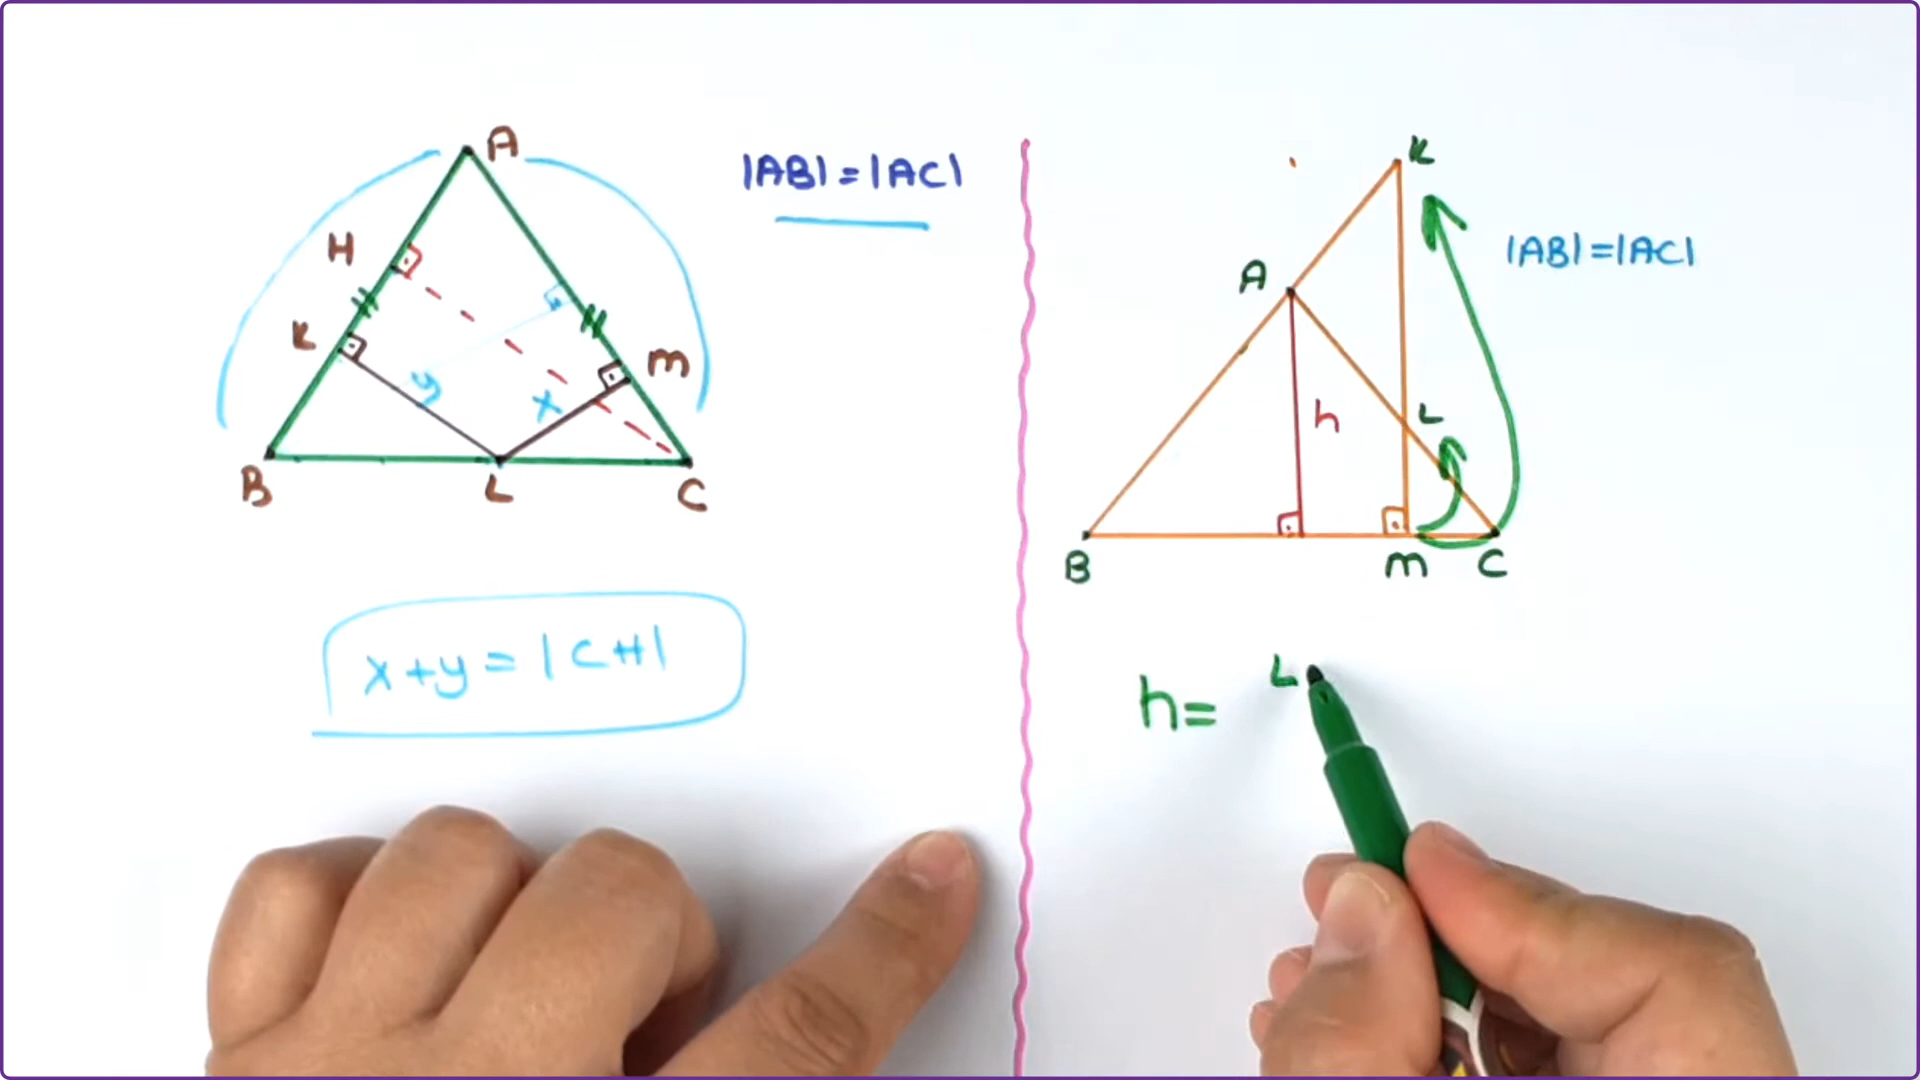 A
|AB| = |AC|
H
K
m
y
x
B
L
C
x+y = |CH|
K
|AB| = |AC|
A
L
h
B
m
C
h = L